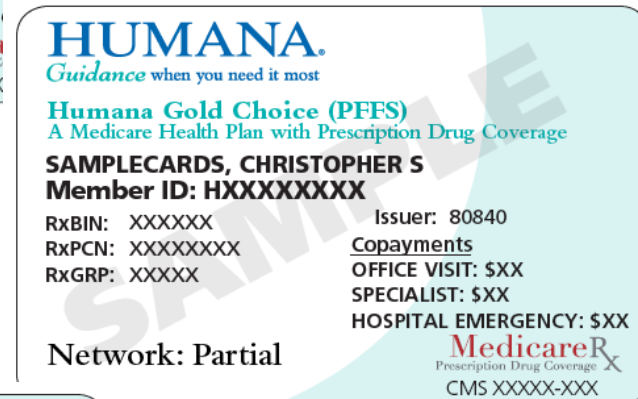 HUMANA.
Guidance when you need it most
Humana Gold Choice (PFFS)
A Medicare Health Plan with Prescription Drug Coverage
SAMPLECARDS, CHRISTOPHER S
Member ID: HXXXXXXXX
RxBIN: XXXXXX
RxPCN: XXXXXXXX
RxGRP: XXXXX
Issuer: 80840
Copayments
OFFICE VISIT: $XX
SPECIALIST: $XX
HOSPITAL EMERGENCY: $XX
Network: Partial
MedicareRx
Prescription Drug Coverage
CMS XXXXX-XXX
SAMPLE